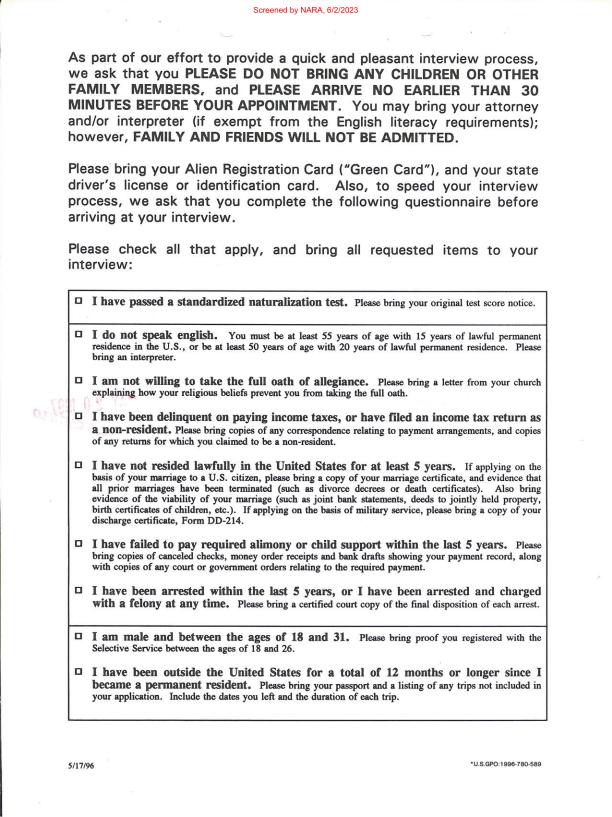 Screened by NARA, 6/2/2023
As part of our effort to provide a quick and pleasant interview process,
we ask that you PLEASE DO NOT BRING ANY CHILDREN OR OTHER
FAMILY MEMBERS, and PLEASE ARRIVE NO EARLIER THAN 30
MINUTES BEFORE YOUR APPOINTMENT. You may bring your attorney
and/or interpreter (if exempt from the English literacy requirements);
however, FAMILY AND FRIENDS WILL NOT BE ADMITTED.
Please bring your Alien Registration Card ("Green Card"), and your state
driver's license or identification card. Also, to speed your interview
process, we ask that you complete the following questionnaire before
arriving at your interview.
Please check all that apply, and bring all requested items to your
interview:
I have passed a standardized naturalization test. Please bring your original test score notice.
I do not speak english. You must be at least 55 years of age with 15 years of lawful permanent
residence in the U.S., or be at least 50 years of age with 20 years of lawful permanent residence. Please
bring an interpreter.
I am not willing to take the full oath of allegiance. Please bring a letter from your church
explaining how your religious beliefs prevent you from taking the full oath.
I have been delinquent on paying income taxes, or have filed an income tax return as
a non-resident. Please bring copies of any correspondence relating to payment arrangements, and copies
of any returns for which you claimed to be a non-resident.
I have not resided lawfully in the United States for at least 5 years. If applying on the
basis of your marriage to a U.S. citizen, please bring a copy of your marriage certificate, and evidence that
all prior marriages have been terminated (such as divorce decrees or death certificates). Also bring
evidence of the viability of your marriage (such as joint bank statements, deeds to jointly held property,
birth certificates of children, etc.). If applying on the basis of military service, please bring a copy of your
discharge certificate, Form DD-214.
I have failed to pay required alimony or child support within the last 5 years. Please
bring copies of canceled checks, money order receipts and bank drafts showing your payment record, along
with copies of any court or government orders relating to the required payment.
I have been arrested within the last 5 years, or I have been arrested and charged
with a felony at any time. Please bring a certified court copy of the final disposition of each arrest.
I am male and between the ages of 18 and 31. Please bring proof you registered with the
Selective Service between the ages of 18 and 26.
I have been outside the United States for a total of 12 months or longer since I
became a permanent resident. Please bring your passport and a listing of any trips not included in
your application. Include the dates you left and the duration of each trip.
5/17/96
*U.S.GPO:1996-780-589